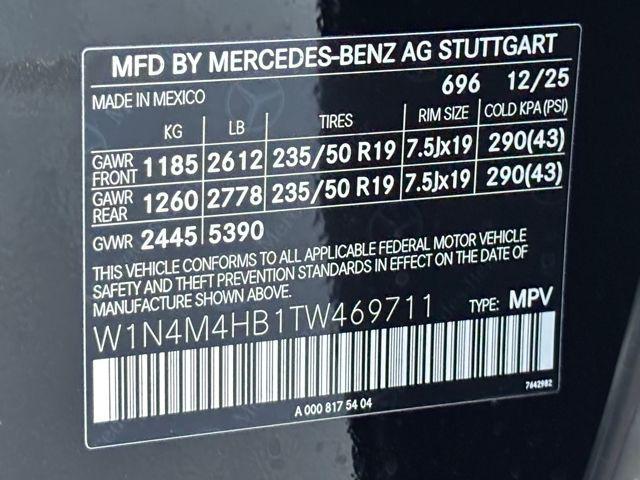 MFD BY MERCEDES-BENZ AG STUTTGART
696 12/25
MADE IN MEXICO
KG LB TIRES RIM SIZE COLD KPA (PSI)
GAWR FRONT 1185 2612 235/50 R19 7.5Jx19 290(43)
GAWR REAR 1260 2778 235/50 R19 7.5Jx19 290(43)
GVWR 2445 5390
THIS VEHICLE CONFORMS TO ALL APPLICABLE FEDERAL MOTOR VEHICLE
SAFETY AND THEFT PREVENTION STANDARDS IN EFFECT ON THE DATE OF
MANUFACTURE SHOWN ABOVE.
W1N4M4HB1TW469711 TYPE: MPV
7642982
A 000 817 54 04